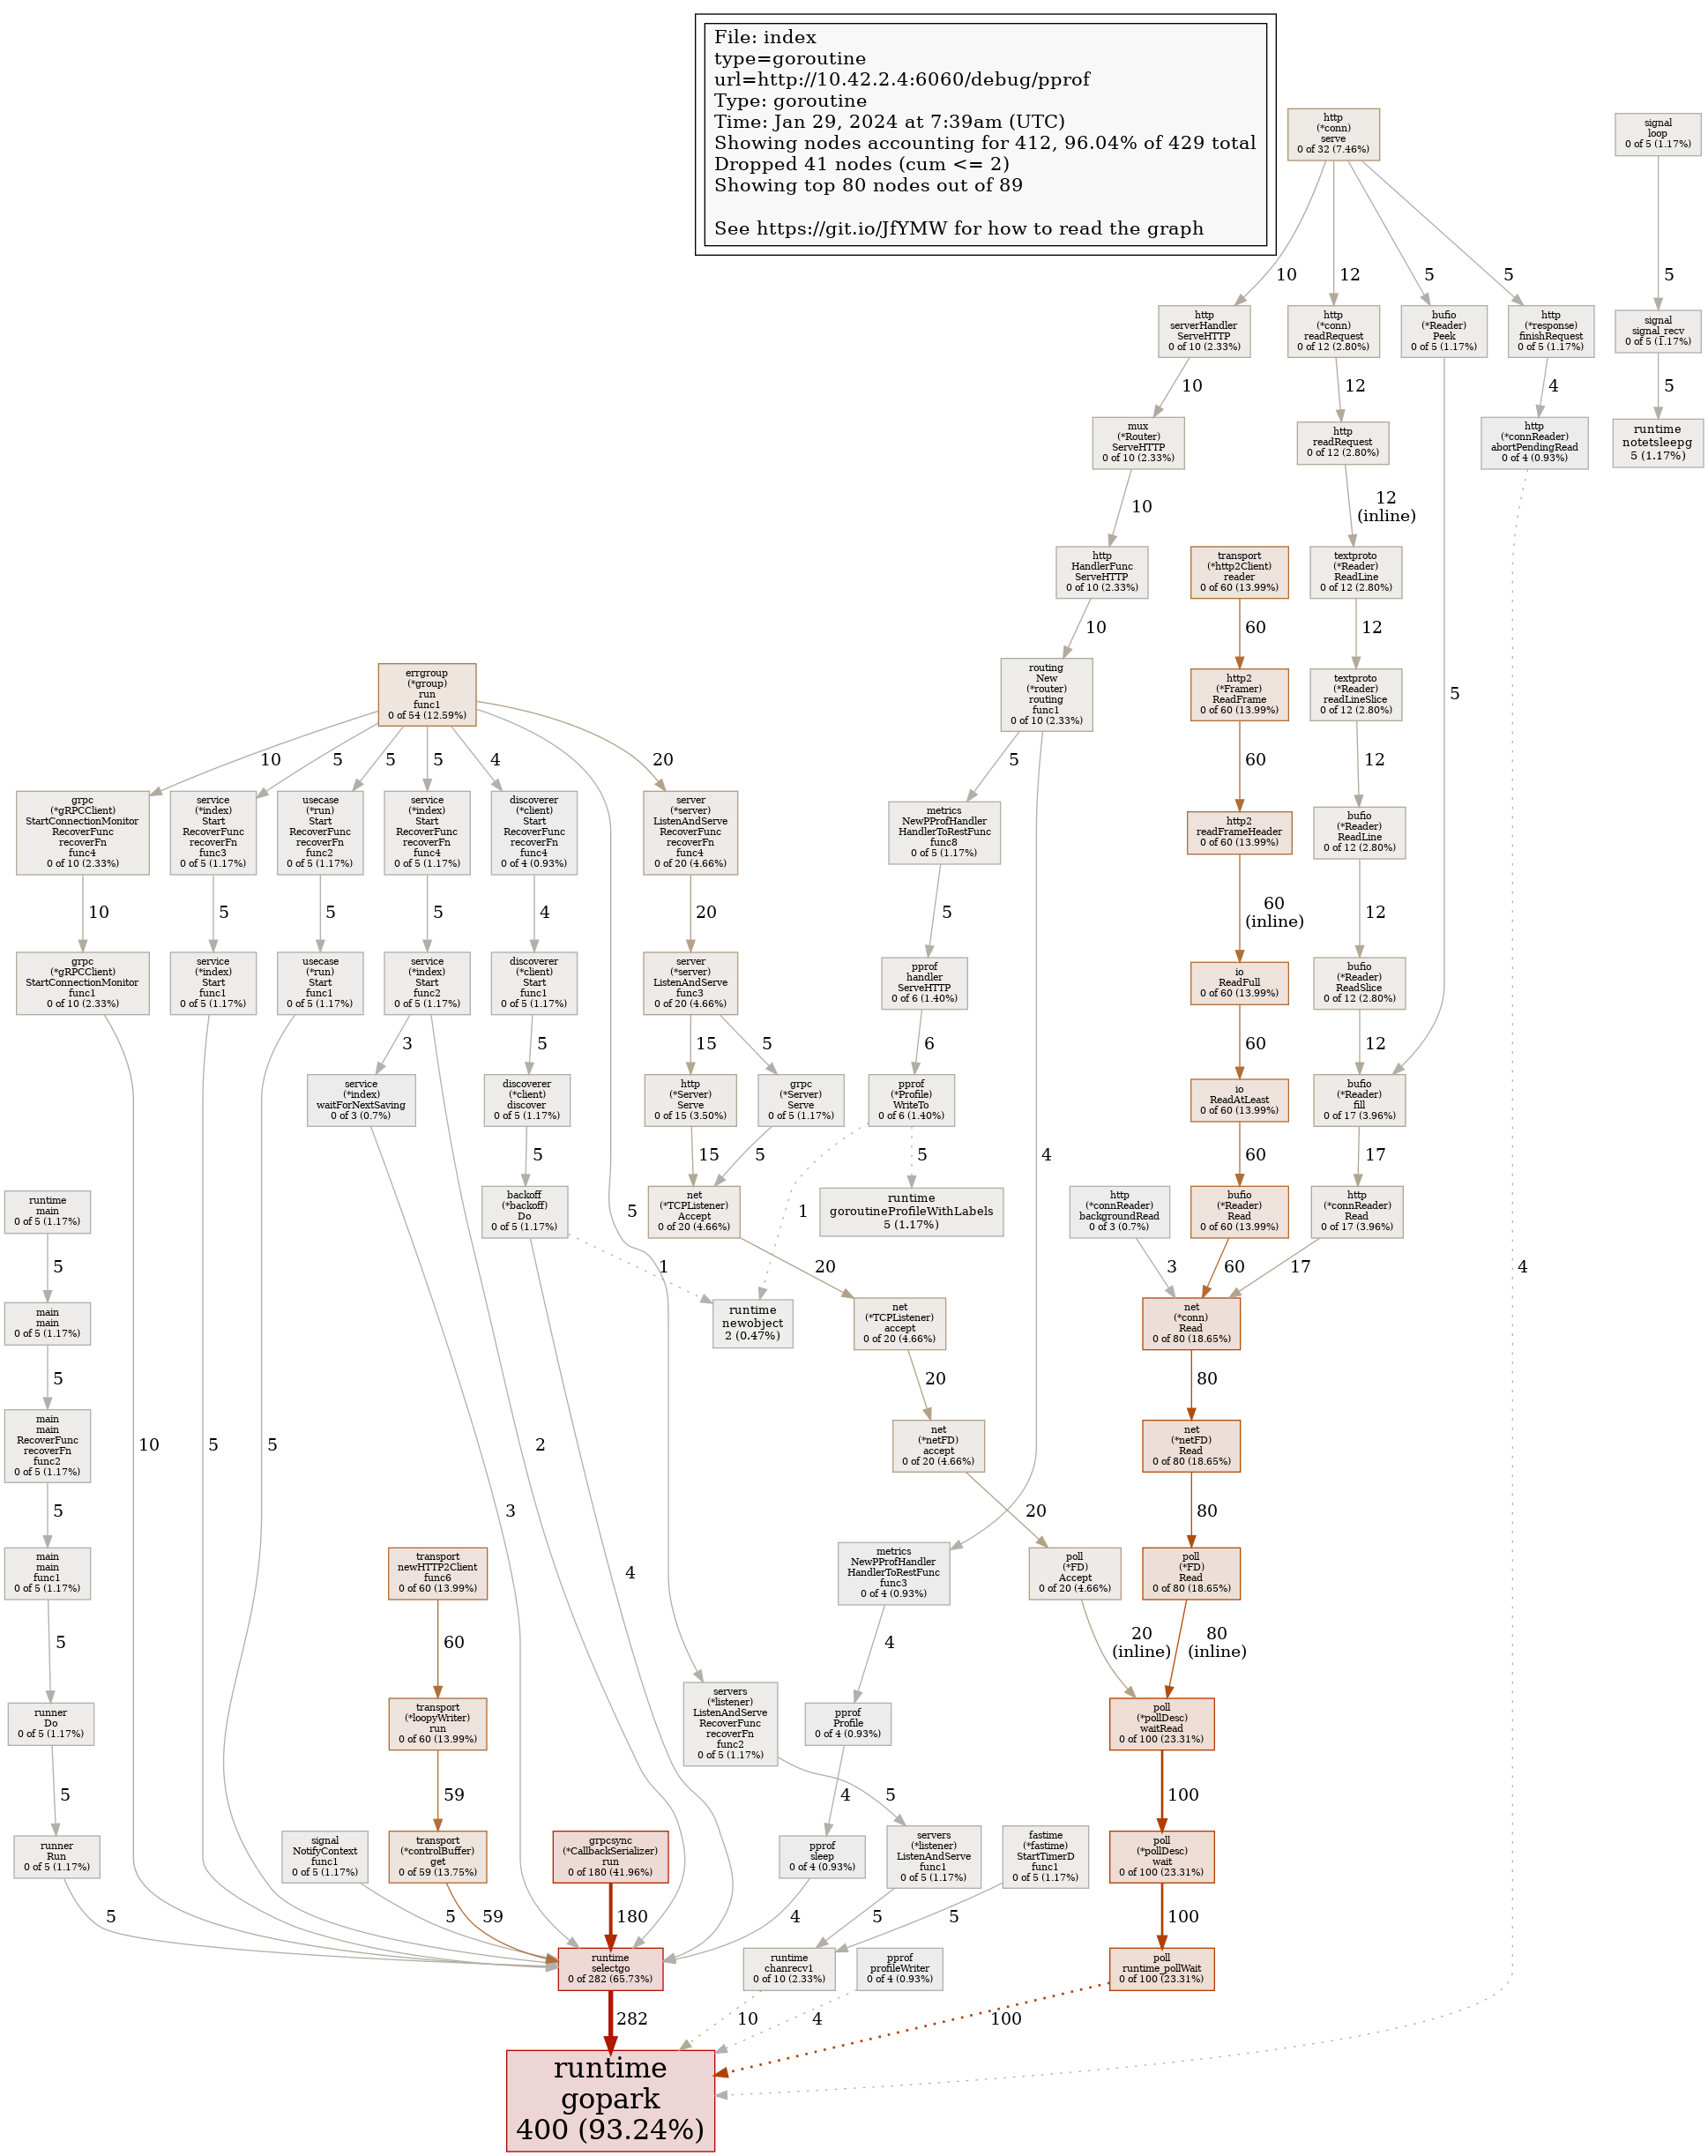 File: index
type=goroutine
url=http://10.42.2.4:6060/debug/pprof
Type: goroutine
Time: Jan 29, 2024 at 7:39am (UTC)
Showing nodes accounting for 412, 96.04% of 429 total
Dropped 41 nodes (cum <= 2)
Showing top 80 nodes out of 89
See https://git.io/JfYMW for how to read the graph
http
(*conn)
serve
0 of 32 (7.46%)
signal
loop
0 of 5 (1.17%)
10
12
5
5
5
http
serverHandler
ServeHTTP
0 of 10 (2.33%)
http
(*conn)
readRequest
0 of 12 (2.80%)
bufio
(*Reader)
Peek
0 of 5 (1.17%)
http
(*response)
finishRequest
0 of 5 (1.17%)
signal
signal_recv
0 of 5 (1.17%)
10
12
4
5
mux
(*Router)
ServeHTTP
0 of 10 (2.33%)
http
readRequest
0 of 12 (2.80%)
http
(*connReader)
abortPendingRead
0 of 4 (0.93%)
runtime
notetsleepg
5 (1.17%)
10
12
(inline)
http
HandlerFunc
ServeHTTP
0 of 10 (2.33%)
transport
(*http2Client)
reader
0 of 60 (13.99%)
textproto
(*Reader)
ReadLine
0 of 12 (2.80%)
10
60
12
errgroup
(*group)
run
func1
0 of 54 (12.59%)
routing
New
(*router)
routing
func1
0 of 10 (2.33%)
http2
(*Framer)
ReadFrame
0 of 60 (13.99%)
textproto
(*Reader)
readLineSlice
0 of 12 (2.80%)
5
10
5
5
5
4
20
5
60
12
grpc
(*gRPCClient)
StartConnectionMonitor
RecoverFunc
recoverFn
func4
0 of 10 (2.33%)
service
(*index)
Start
RecoverFunc
recoverFn
func3
0 of 5 (1.17%)
usecase
(*run)
Start
RecoverFunc
recoverFn
func2
0 of 5 (1.17%)
service
(*index)
Start
RecoverFunc
recoverFn
func4
0 of 5 (1.17%)
discoverer
(*client)
Start
RecoverFunc
recoverFn
func4
0 of 4 (0.93%)
server
(*server)
ListenAndServe
RecoverFunc
recoverFn
func4
0 of 20 (4.66%)
metrics
NewPProfHandler
HandlerToRestFunc
func8
0 of 5 (1.17%)
http2
readFrameHeader
0 of 60 (13.99%)
bufio
(*Reader)
ReadLine
0 of 12 (2.80%)
10
5
5
5
4
20
5
60
(inline)
12
grpc
(*gRPCClient)
StartConnectionMonitor
func1
0 of 10 (2.33%)
service
(*index)
Start
func1
0 of 5 (1.17%)
usecase
(*run)
Start
func1
0 of 5 (1.17%)
service
(*index)
Start
func2
0 of 5 (1.17%)
discoverer
(*client)
Start
func1
0 of 5 (1.17%)
server
(*server)
ListenAndServe
func3
0 of 20 (4.66%)
pprof
handler
ServeHTTP
0 of 6 (1.40%)
io
ReadFull
0 of 60 (13.99%)
bufio
(*Reader)
ReadSlice
0 of 12 (2.80%)
3
5
15
5
6
60
12
service
(*index)
waitForNextSaving
0 of 3 (0.7%)
discoverer
(*client)
discover
0 of 5 (1.17%)
http
(*Server)
Serve
0 of 15 (3.50%)
grpc
(*Server)
Serve
0 of 5 (1.17%)
pprof
(*Profile)
WriteTo
0 of 6 (1.40%)
io
ReadAtLeast
0 of 60 (13.99%)
bufio
(*Reader)
fill
0 of 17 (3.96%)
5
15
5
5
4
60
17
runtime
main
0 of 5 (1.17%)
backoff
(*backoff)
Do
0 of 5 (1.17%)
5
net
(*TCPListener)
Accept
0 of 20 (4.66%)
1
runtime
goroutineProfileWithLabels
5 (1.17%)
http
(*connReader)
backgroundRead
0 of 3 (0.7%)
bufio
(*Reader)
Read
0 of 60 (13.99%)
http
(*connReader)
Read
0 of 17 (3.96%)
5
1
20
3
60
17
4
main
main
0 of 5 (1.17%)
runtime
newobject
2 (0.47%)
net
(*TCPListener)
accept
0 of 20 (4.66%)
net
(*conn)
Read
0 of 80 (18.65%)
5
20
80
main
main
RecoverFunc
recoverFn
func2
0 of 5 (1.17%)
10
5
5
2
net
(*netFD)
accept
0 of 20 (4.66%)
net
(*netFD)
Read
0 of 80 (18.65%)
5
3
20
80
main
main
func1
0 of 5 (1.17%)
transport
newHTTP2Client
func6
0 of 60 (13.99%)
4
metrics
NewPProfHandler
HandlerToRestFunc
func3
0 of 4 (0.93%)
poll
(*FD)
Accept
0 of 20 (4.66%)
poll
(*FD)
Read
0 of 80 (18.65%)
5
60
4
20
(inline)
80
(inline)
runner
Do
0 of 5 (1.17%)
transport
(*loopyWriter)
run
0 of 60 (13.99%)
servers
(*listener)
ListenAndServe
RecoverFunc
recoverFn
func2
0 of 5 (1.17%)
pprof
Profile
0 of 4 (0.93%)
poll
(*pollDesc)
waitRead
0 of 100 (23.31%)
5
59
4
5
100
runner
Run
0 of 5 (1.17%)
signal
NotifyContext
func1
0 of 5 (1.17%)
transport
(*controlBuffer)
get
0 of 59 (13.75%)
grpcsync
(*CallbackSerializer)
run
0 of 180 (41.96%)
pprof
sleep
0 of 4 (0.93%)
servers
(*listener)
ListenAndServe
func1
0 of 5 (1.17%)
fastime
(*fastime)
StartTimerD
func1
0 of 5 (1.17%)
poll
(*pollDesc)
wait
0 of 100 (23.31%)
5
5
59
180
4
5
5
100
runtime
selectgo
0 of 282 (65.73%)
runtime
chanrecv1
0 of 10 (2.33%)
pprof
profileWriter
0 of 4 (0.93%)
poll
runtime_pollWait
0 of 100 (23.31%)
282
10
4
100
runtime
gopark
400 (93.24%)